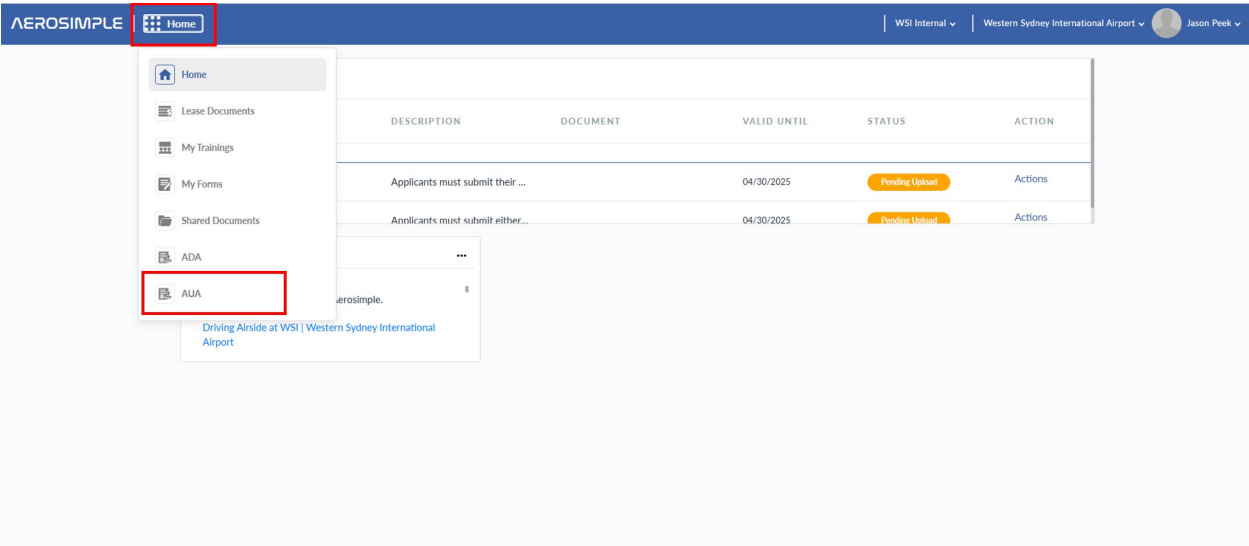 AEROSIMPLE
Home
WSI Internal
Western Sydney International Airport
Jason Peek
Home
Lease Documents
My Trainings
My Forms
Shared Documents
ADA
AUA
DESCRIPTION DOCUMENT VALID UNTIL STATUS ACTION
Applicants must submit their ... 04/30/2025 Pending Upload Actions
Applicants must submit either... 04/30/2025 Pending Upload Actions
...
Aerosimple.
Driving Airside at WSI | Western Sydney International
Airport